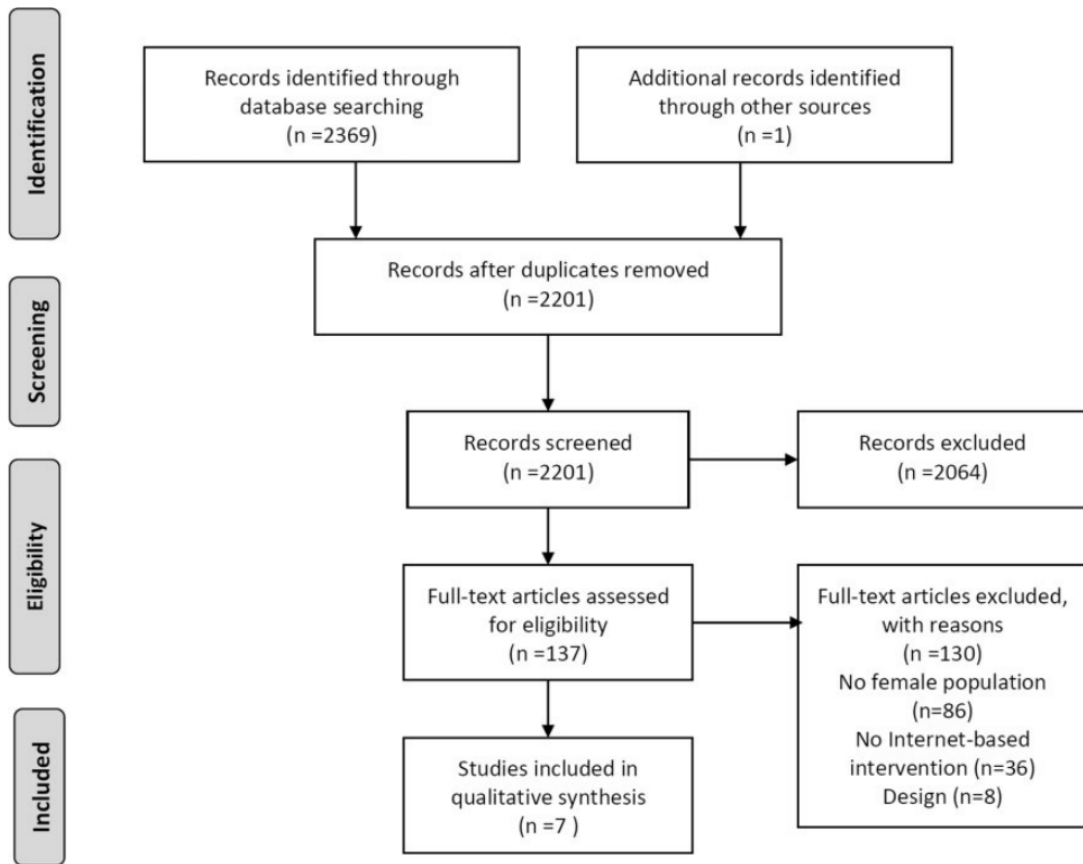 Identification
Records identified through
database searching
(n =2369)
Additional records identified
through other sources
(n =1)
Records after duplicates removed
(n =2201)
Screening
Records screened
(n =2201)
Records excluded
(n =2064)
Eligibility
Full-text articles assessed
for eligibility
(n =137)
Full-text articles excluded,
with reasons
(n =130)
No female population
(n=86)
No Internet-based
intervention (n=36)
Design (n=8)
Included
Studies included in
qualitative synthesis
(n =7 )